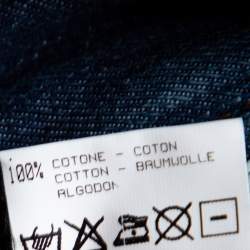 100% COTONE - COTON
COTTON - BAUMWOLLE
ALGODON